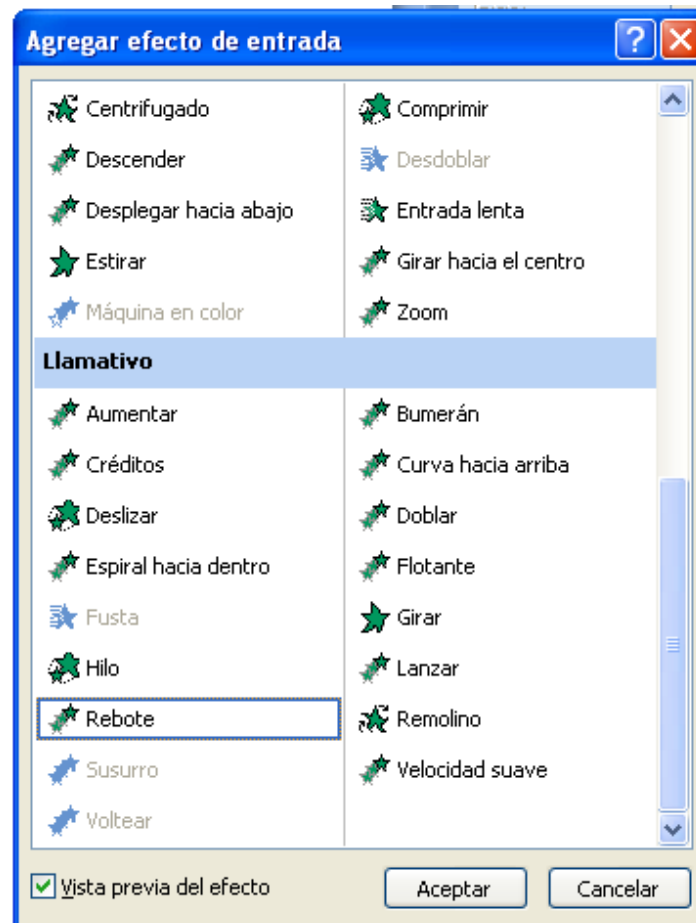 Agregar efecto de entrada
Centrifugado Comprimir
Descender Desdoblar
Desplegar hacia abajo Entrada lenta
Estirar Girar hacia el centro
Máquina en color Zoom
Llamativo
Aumentar Bumerán
Créditos Curva hacia arriba
Deslizar Doblar
Espiral hacia dentro Flotante
Fusta Girar
Hilo Lanzar
Rebote Remolino
Susurro Velocidad suave
Voltear
Vista previa del efecto Aceptar Cancelar